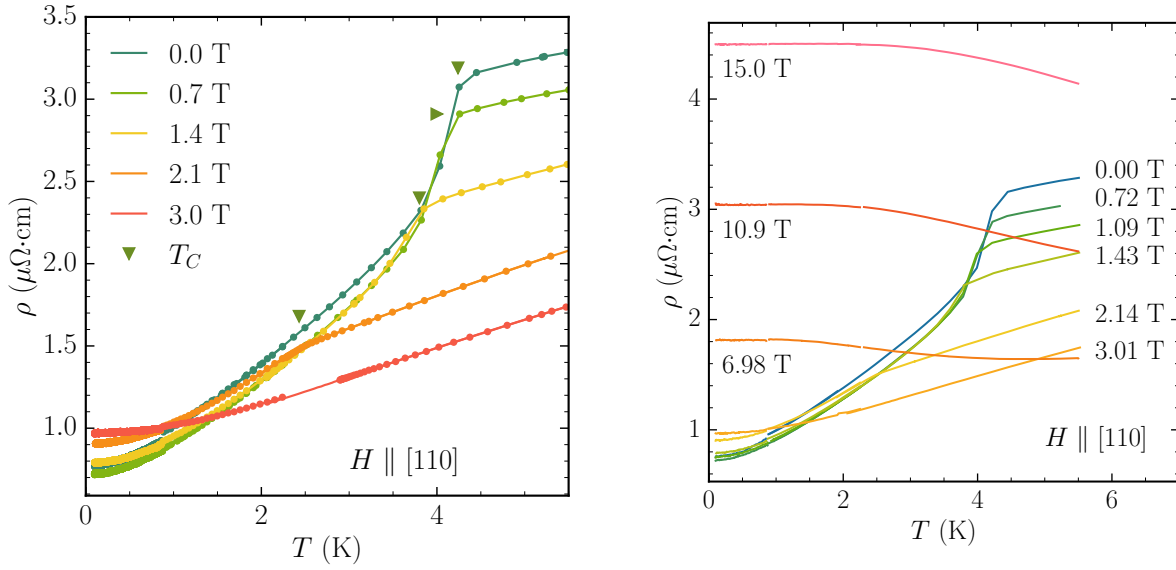 3.5
3.0
2.5
2.0
1.5
1.0
ρ (μΩ·cm)
0.0 T
0.7 T
1.4 T
2.1 T
3.0 T
T_C
H ∥ [110]
0
2
4
T (K)
4
3
2
1
ρ (μΩ·cm)
15.0 T
10.9 T
6.98 T
0.00 T
0.72 T
1.09 T
1.43 T
2.14 T
3.01 T
H ∥ [110]
0
2
4
6
T (K)